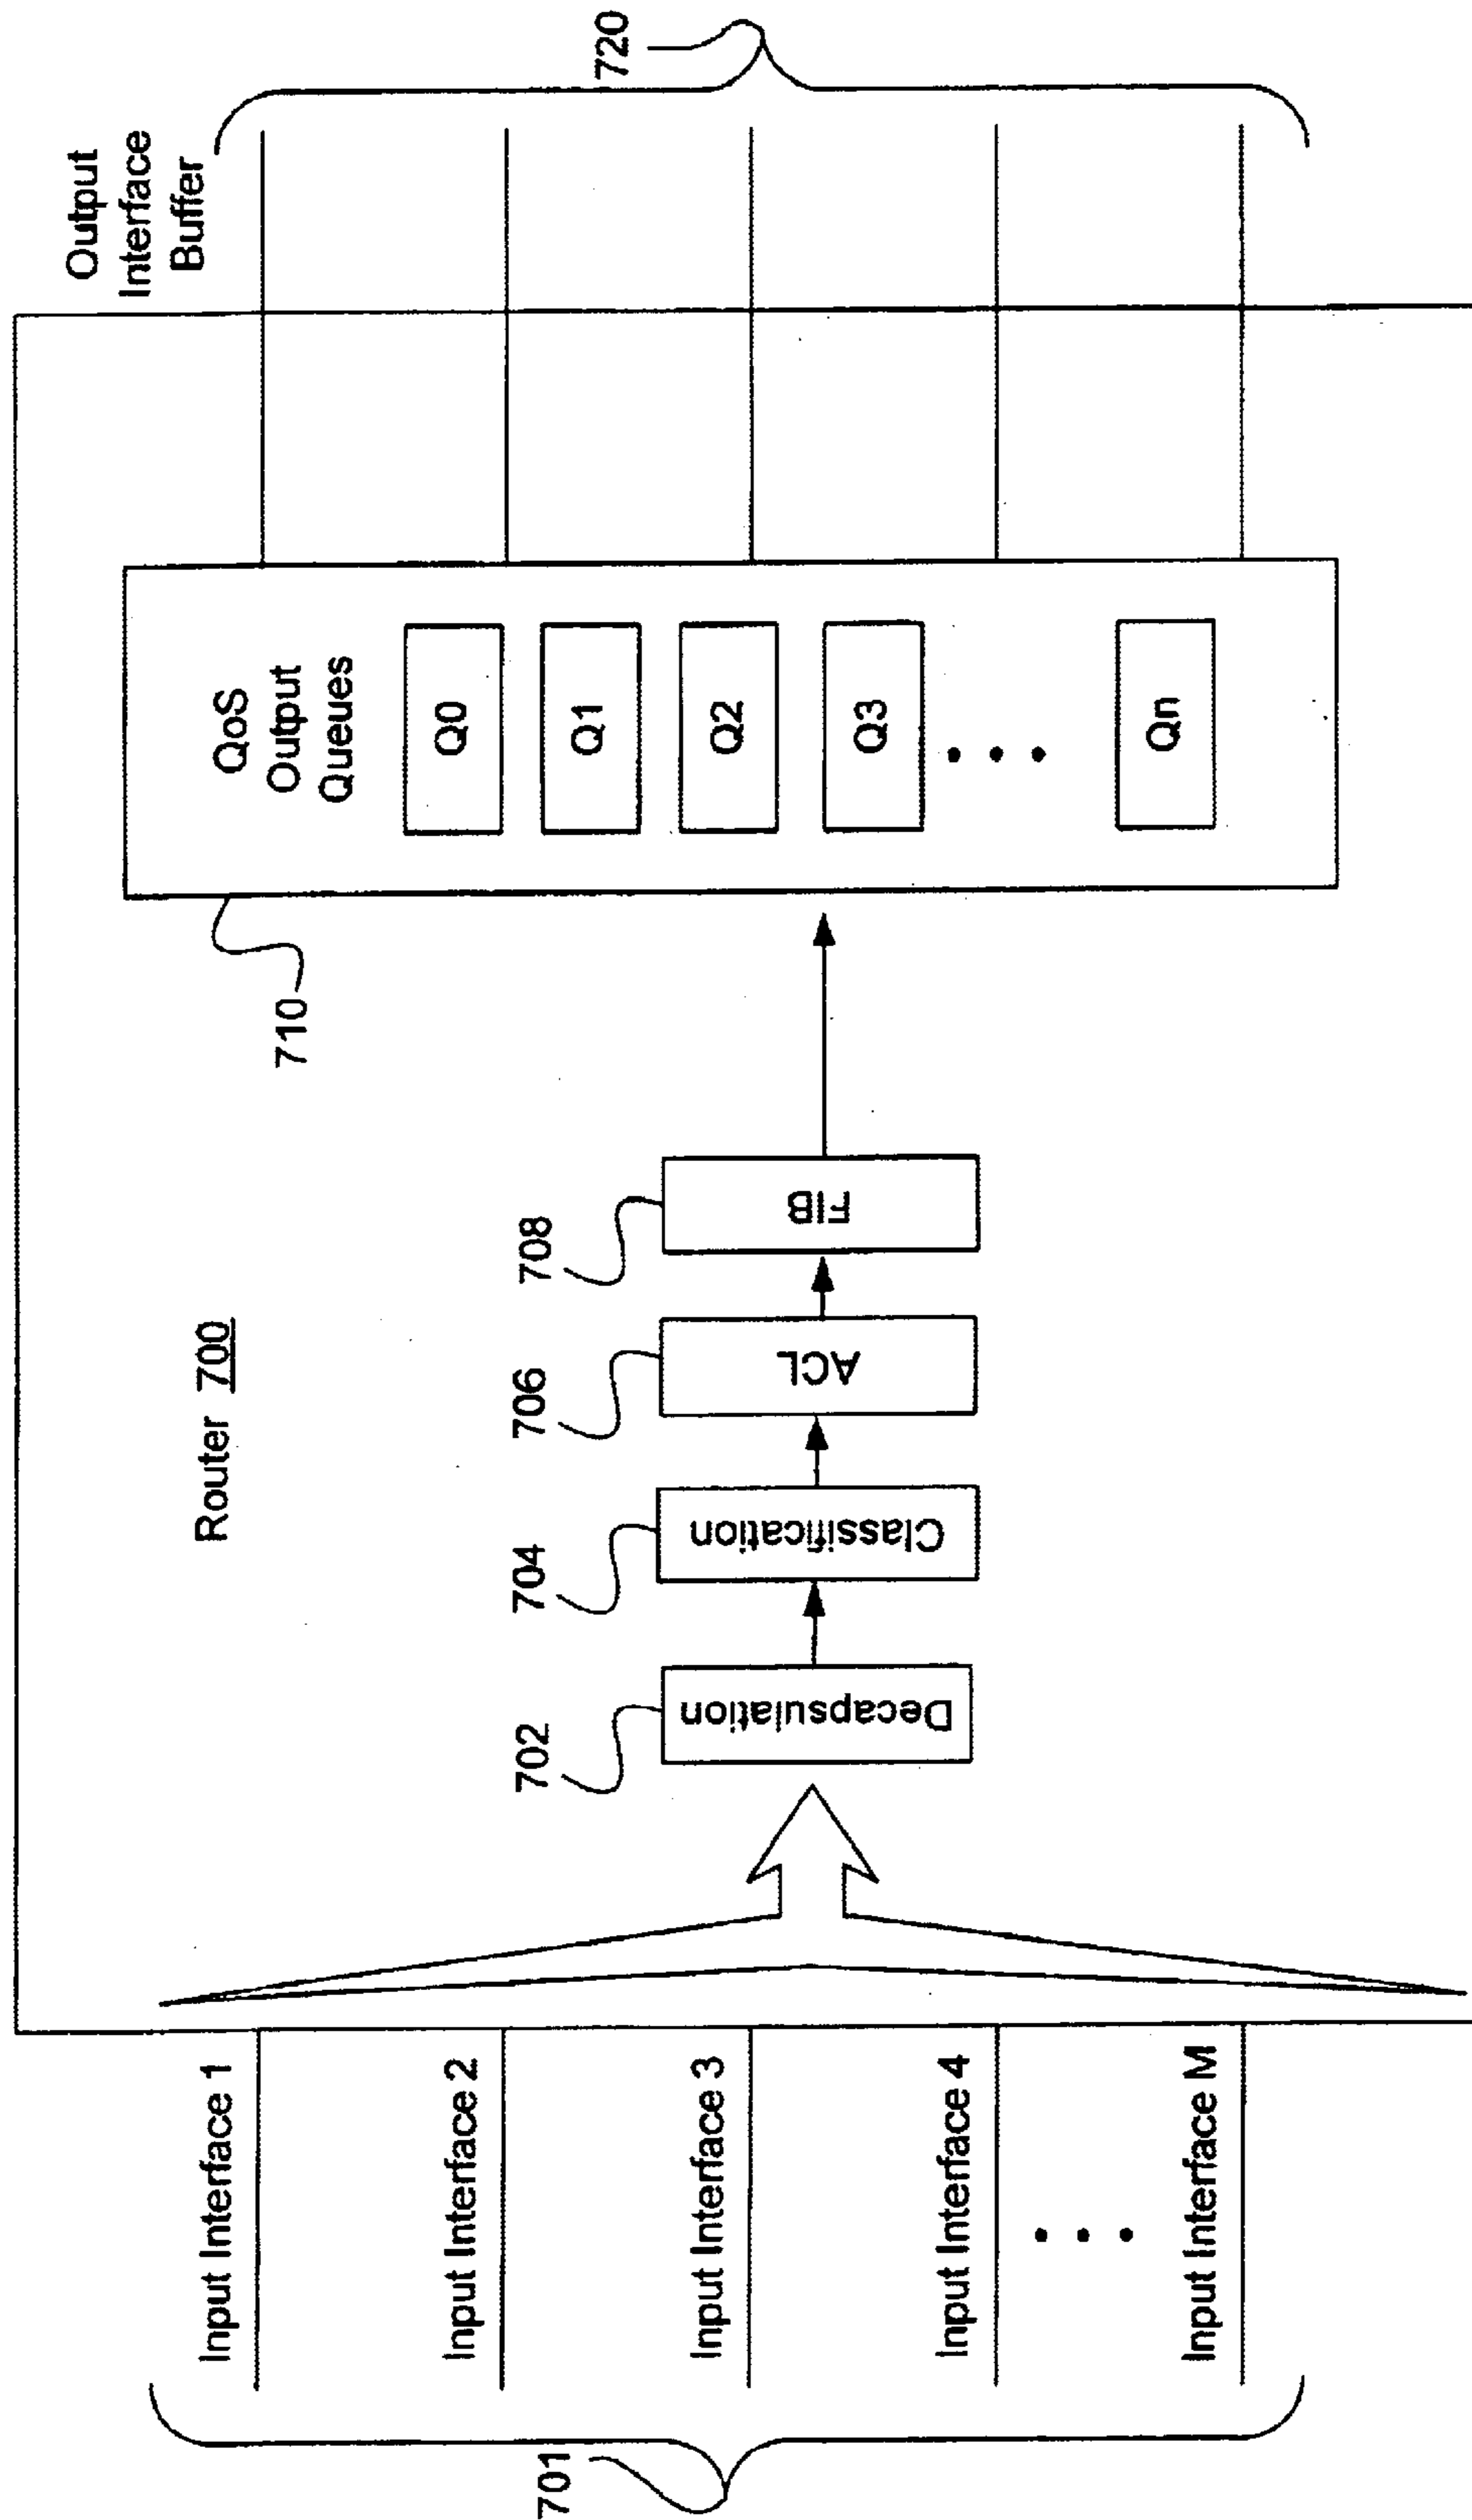 Router 700
701
Input Interface 1
Input Interface 2
Input Interface 3
Input Interface 4
Input Interface M
702
Decapsulation
704
Classification
706
ACL
708
FIB
710
QoS
Output
Queues
Q0
Q1
Q2
Q3
Qn
Output
Interface
Buffer
720